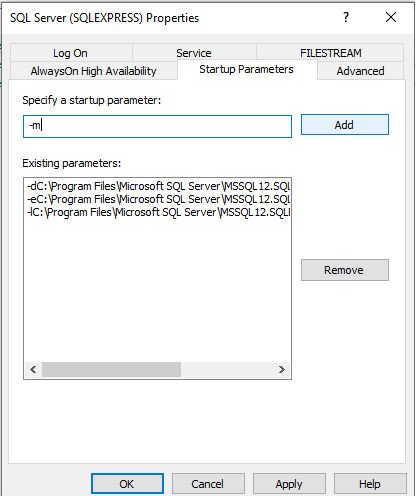 SQL Server (SQLEXPRESS) Properties
Log On Service FILESTREAM
AlwaysOn High Availability Startup Parameters Advanced
Specify a startup parameter:
-m Add
Existing parameters:
-dC:\Program Files\Microsoft SQL Server\MSSQL12.SQL
-eC:\Program Files\Microsoft SQL Server\MSSQL12.SQL
-lC:\Program Files\Microsoft SQL Server\MSSQL12.SQL
Remove
OK Cancel Apply Help